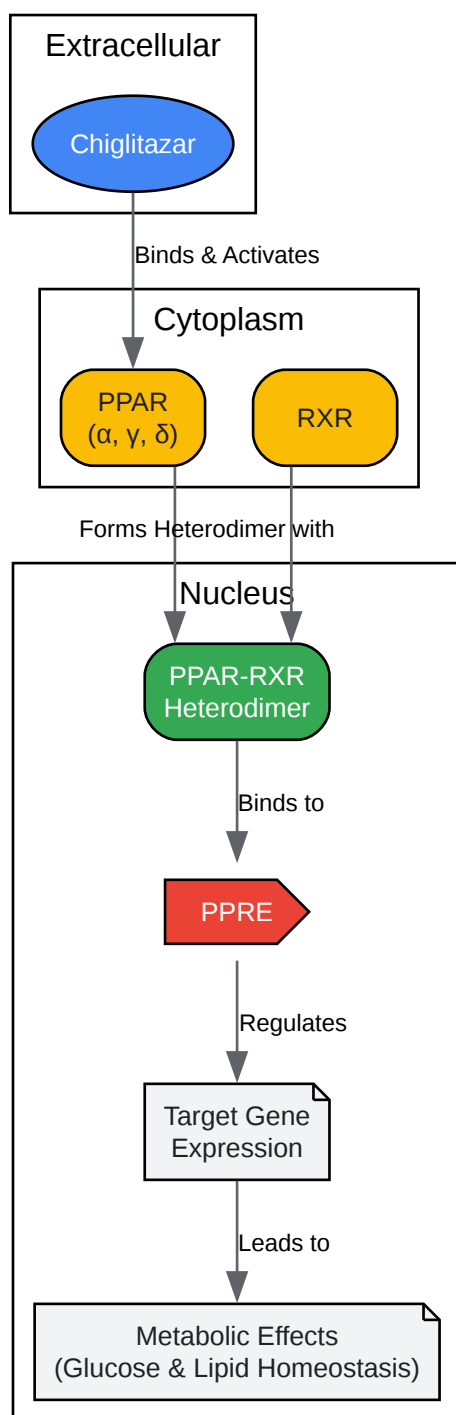 Extracellular
Chiglitazar
Binds & Activates
Cytoplasm
PPAR
(α, γ, δ)
RXR
Forms Heterodimer with
Nucleus
PPAR-RXR
Heterodimer
Binds to
PPRE
Regulates
Target Gene
Expression
Leads to
Metabolic Effects
(Glucose & Lipid Homeostasis)